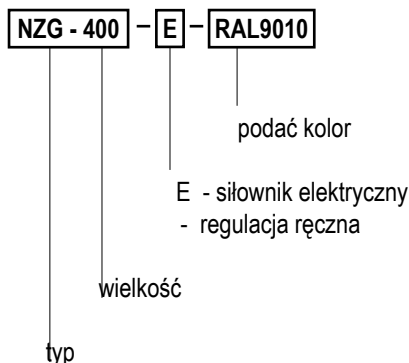 NZG - 400 – E – RAL9010
podać kolor
E - siłownik elektryczny
- regulacja ręczna
wielkość
typ